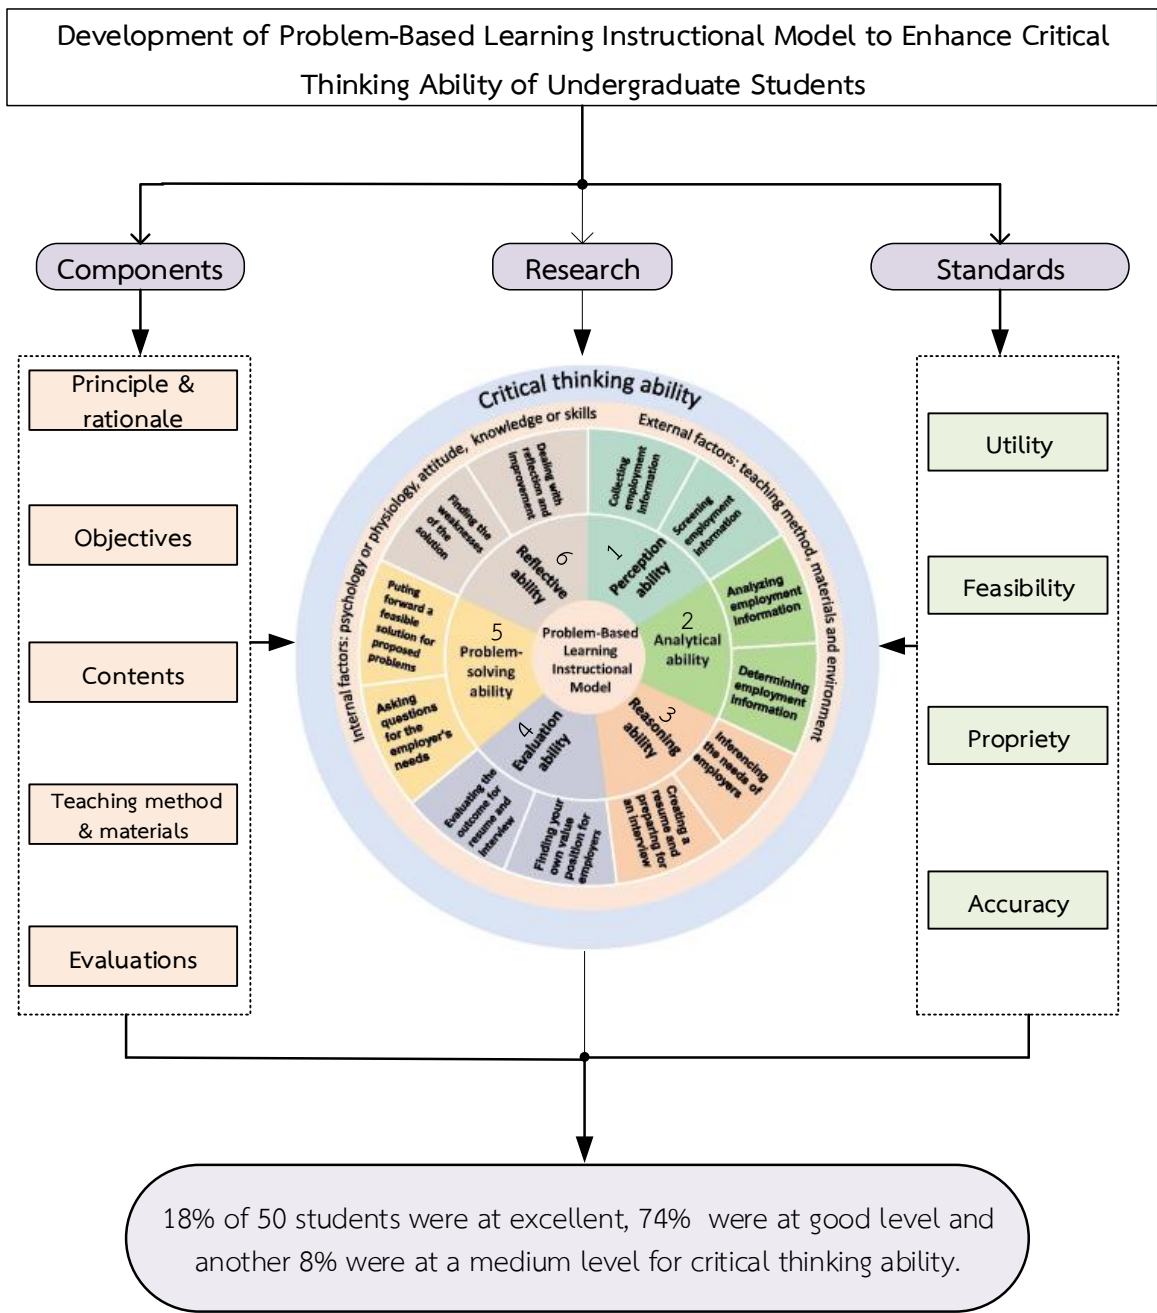 Development of Problem-Based Learning Instructional Model to Enhance Critical
Thinking Ability of Undergraduate Students
Components
Research
Standards
Principle &
rationale
Objectives
Contents
Teaching method
& materials
Evaluations
Critical thinking ability
Internal factors: psychology or physiology, attitude, knowledge or skills
External factors: teaching method, materials and environment
Collecting
employment
information
Screening
employment
information
Analyzing
employment
information
Determining
employment
information
Inferencing
the needs of
employers
Creating a
resume and
preparing for
an interview
Finding your
own value
position for
employers
Evaluating the
outcome for
resume and
interview
Asking
questions
for the
employer's
needs
Puting
forward a
feasible
solution for
proposed
problems
Finding the
weaknesses
of the
solution
Dealing with
reflection and
improvement
1
Perception
ability
2
Analytical
ability
3
Reasoning
ability
4
Evaluation
ability
5
Problem-
solving
ability
6
Reflective
ability
Problem-Based
Learning
Instructional
Model
Utility
Feasibility
Propriety
Accuracy
18% of 50 students were at excellent, 74% were at good level and
another 8% were at a medium level for critical thinking ability.